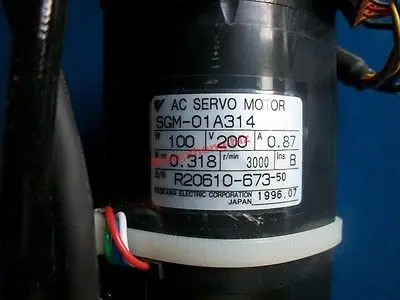 AC SERVO MOTOR
SGM-01A314
W 100 V 200 A 0.87
N·m 0.318 r/min 3000 Ins. B
S/N R20610-673-50
YASKAWA ELECTRIC CORPORATION 1996.07
JAPAN